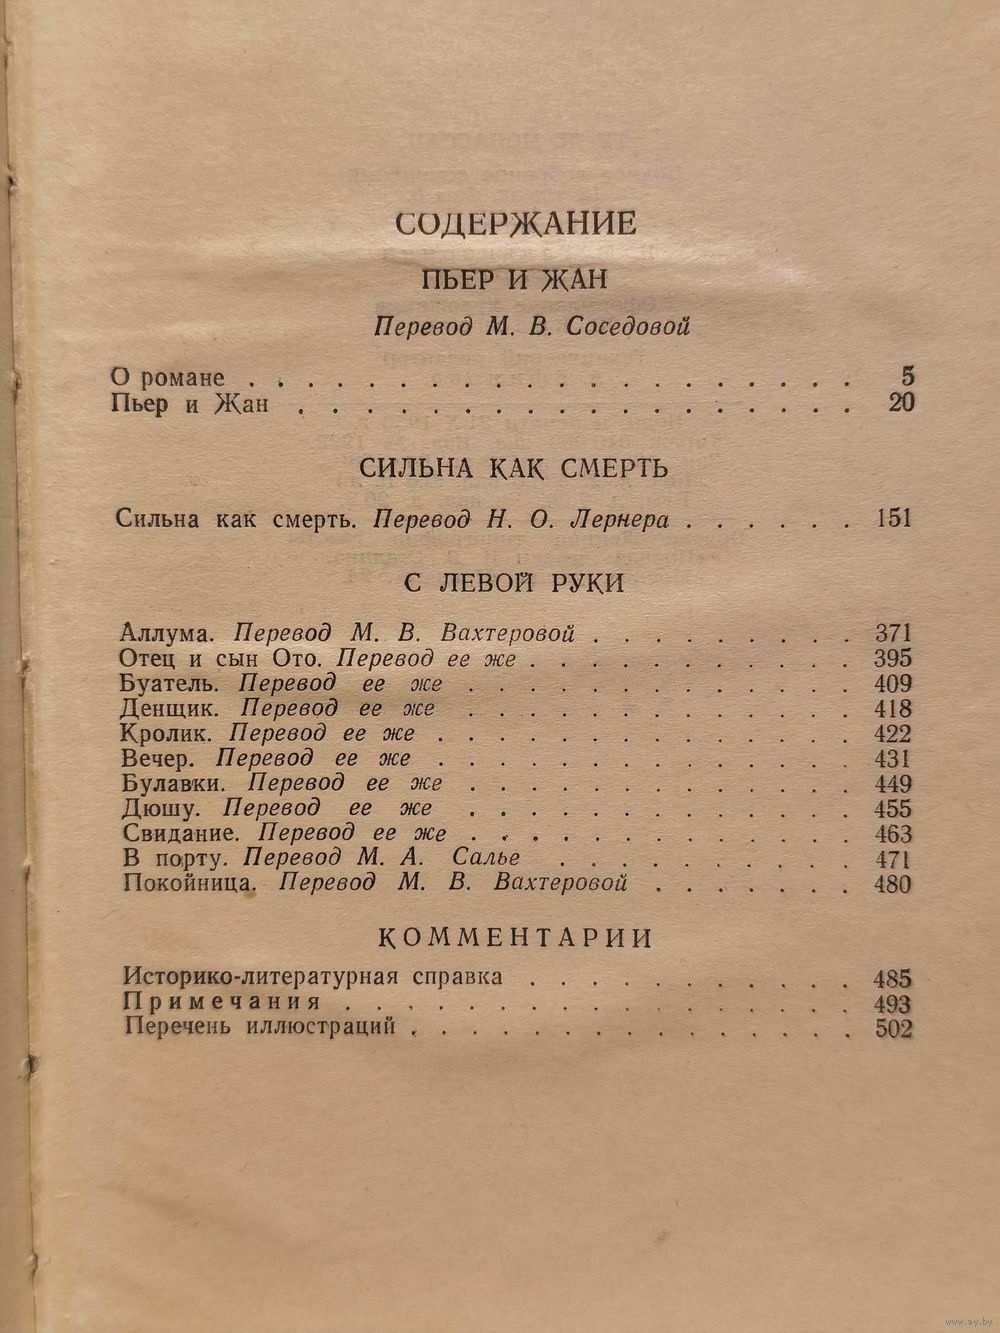 СОДЕРЖАНИЕ
ПЬЕР И ЖАН
Перевод М. В. Соседовой
О романе . . . . . . . . . . . . . . . . . . . . 5
Пьер и Жан . . . . . . . . . . . . . . . . . 20
СИЛЬНА КАК СМЕРТЬ
Сильна как смерть. Перевод Н. О. Лернера . . . . . . 151
С ЛЕВОЙ РУКИ
Аллума. Перевод М. В. Вахтеровой . . . . . . . . . 371
Отец и сын Ото. Перевод ее же . . . . . . . . . . . 395
Буатель. Перевод ее же . . . . . . . . . . . . . 409
Денщик. Перевод ее же . . . . . . . . . . . . . 418
Кролик. Перевод ее же . . . . . . . . . . . . . . 422
Вечер. Перевод ее же . . . . . . . . . . . . . . 431
Булавки. Перевод ее же . . . . . . . . . . . . . 449
Дюшу. Перевод ее же . . . . . . . . . . . . . 455
Свидание. Перевод ее же . . . . . . . . . . . . . 463
В порту. Перевод М. А. Салье . . . . . . . . . . 471
Покойница. Перевод М. В. Вахтеровой . . . . . . . 480
КОММЕНТАРИИ
Историко-литературная справка . . . . . . . . . . . 485
Примечания . . . . . . . . . . . . . . . . . 493
Перечень иллюстраций . . . . . . . . . . . . . . . 502
www.ay.by